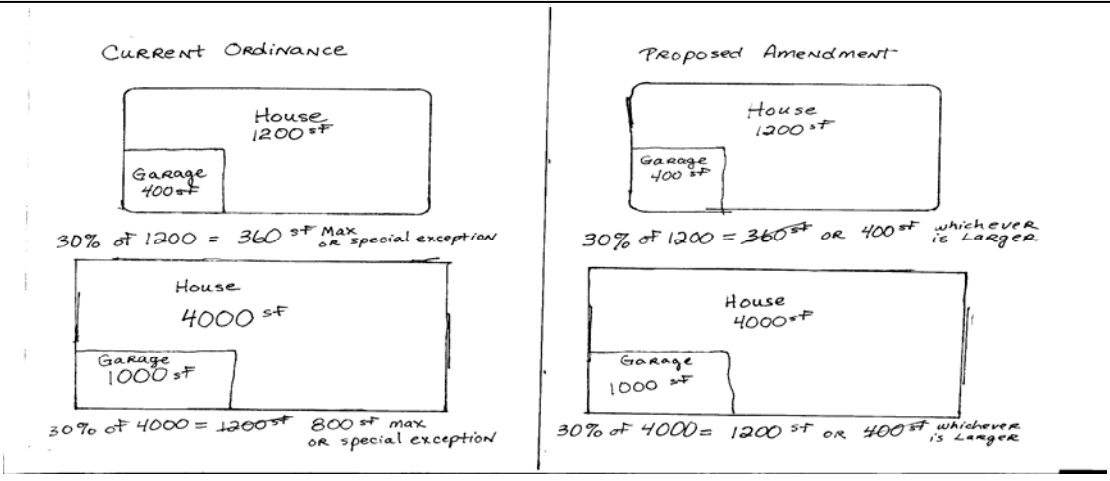 Current Ordinance
House
1200 sf
Garage
400 sf
30% of 1200 = 360 sf Max
or special exception
House
4000 sf
Garage
1000 sf
30% of 4000 = 1200 sf 800 sf max
or special exception
Proposed Amendment
House
1200 sf
Garage
400 sf
30% of 1200 = 360 sf or 400 sf whichever
is Larger
House
4000 sf
Garage
1000 sf
30% of 4000 = 1200 sf or 400 sf whichever
is Larger